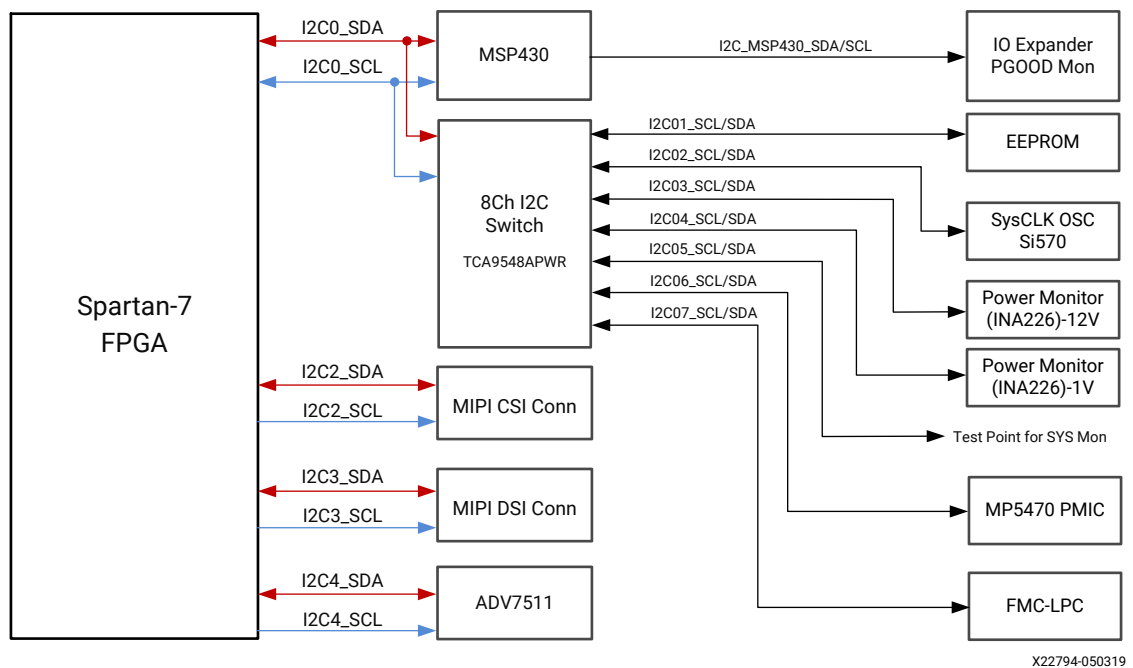 I2C0_SDA
I2C0_SCL
MSP430
I2C_MSP430_SDA/SCL
IO Expander
PGOOD Mon
I2C01_SCL/SDA
EEPROM
I2C02_SCL/SDA
I2C03_SCL/SDA
8Ch I2C
Switch
TCA9548APWR
I2C04_SCL/SDA
SysCLK OSC
Si570
I2C05_SCL/SDA
I2C06_SCL/SDA
I2C07_SCL/SDA
Power Monitor
(INA226)-12V
Spartan-7
FPGA
Power Monitor
(INA226)-1V
I2C2_SDA
I2C2_SCL
MIPI CSI Conn
Test Point for SYS Mon
I2C3_SDA
I2C3_SCL
MIPI DSI Conn
MP5470 PMIC
I2C4_SDA
I2C4_SCL
ADV7511
FMC-LPC
X22794-050319